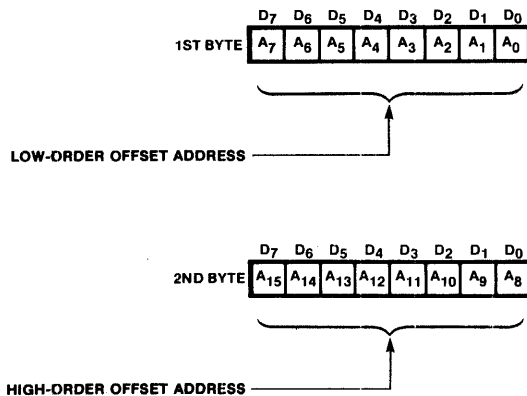 D7 D6 D5 D4 D3 D2 D1 D0
1ST BYTE A7 A6 A5 A4 A3 A2 A1 A0
LOW-ORDER OFFSET ADDRESS
D7 D6 D5 D4 D3 D2 D1 D0
2ND BYTE A15 A14 A13 A12 A11 A10 A9 A8
HIGH-ORDER OFFSET ADDRESS